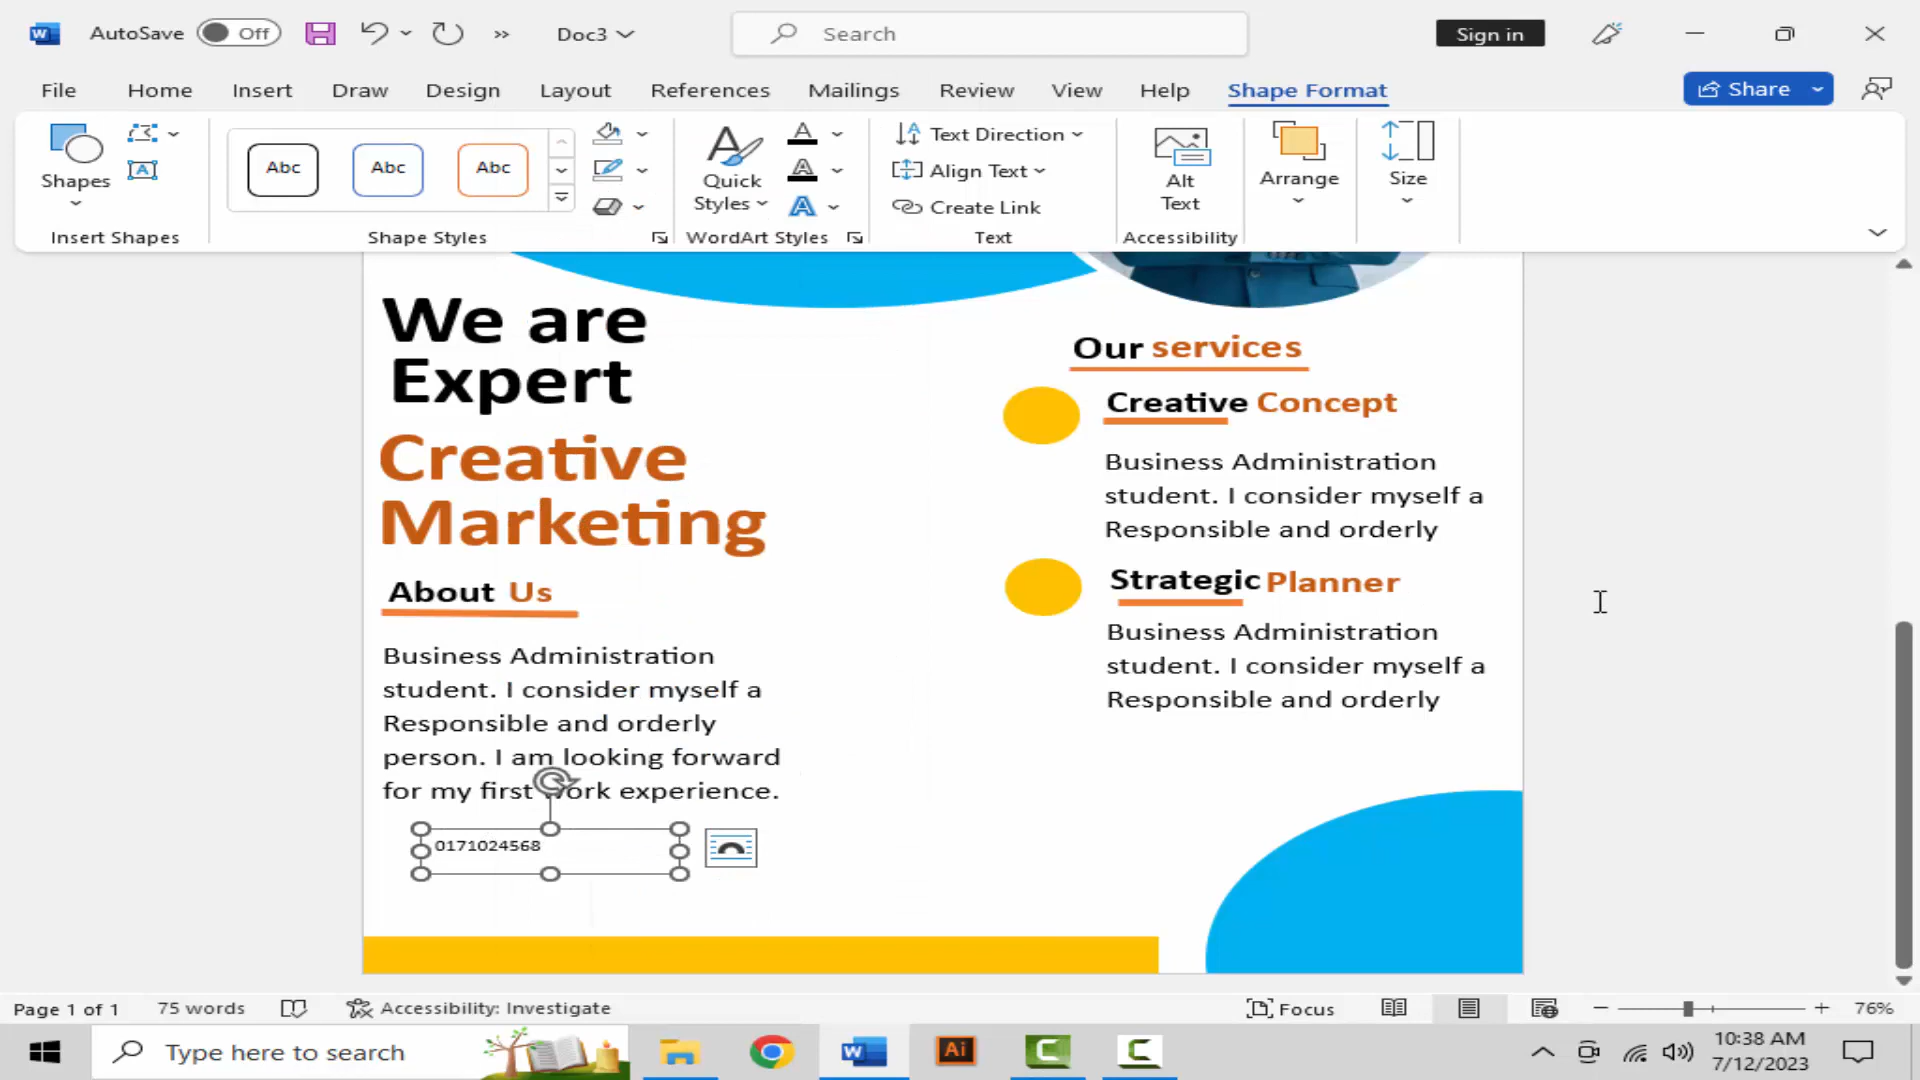 AutoSave Off Doc3 Search Sign in
File Home Insert Draw Design Layout References Mailings Review View Help Shape Format Share
Shapes
Insert Shapes
Abc Abc Abc
Shape Styles
Quick
Styles
WordArt Styles
Text Direction
Align Text
Create Link
Text
Alt
Text
Accessibility
Arrange
Size
We are
Expert
Creative
Marketing
About Us
Business Administration
student. I consider myself a
Responsible and orderly
person. I am looking forward
for my first work experience.
0171024568
Our services
Creative Concept
Business Administration
student. I consider myself a
Responsible and orderly
Strategic Planner
Business Administration
student. I consider myself a
Responsible and orderly
Page 1 of 1 75 words Accessibility: Investigate Focus 76%
Type here to search
Ai
10:38 AM
7/12/2023